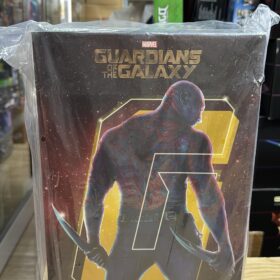 MARVEL
GUARDIANS
OF THE GALAXY